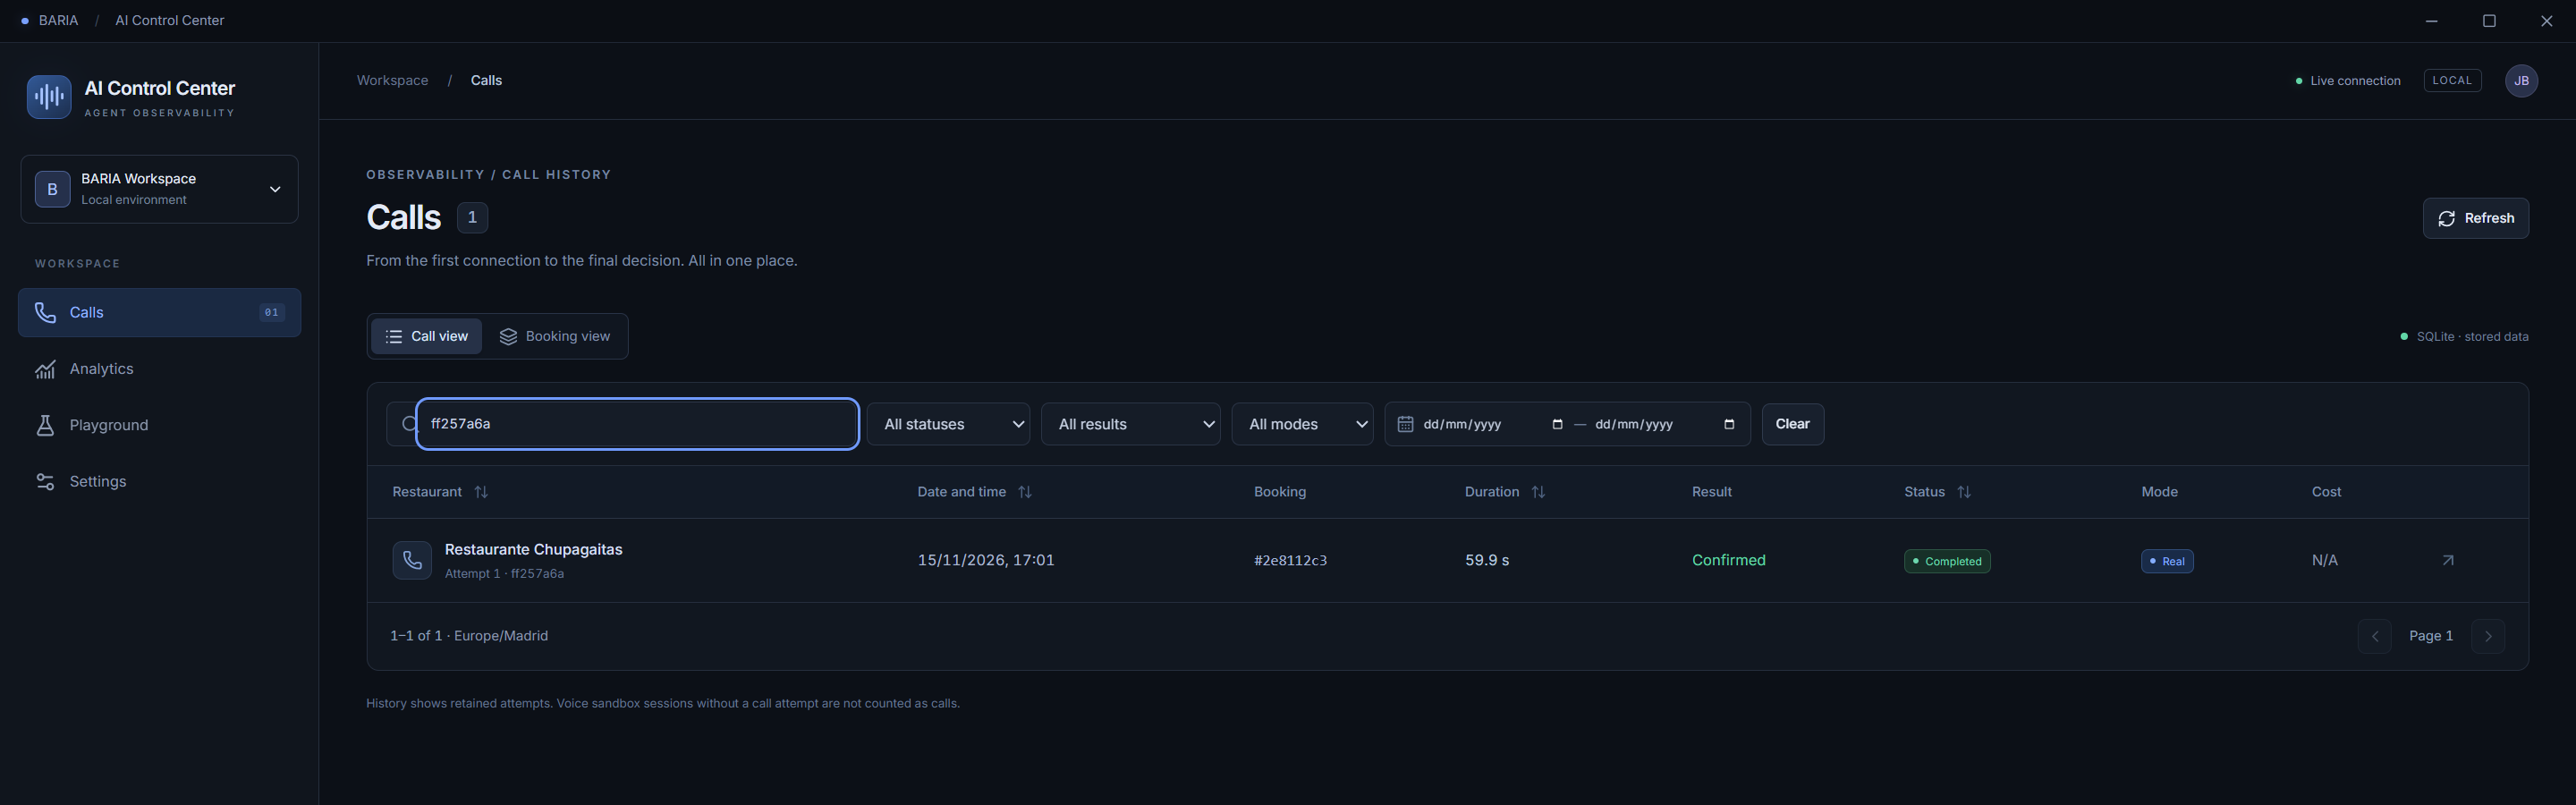 BARIA / AI Control Center
AI Control Center
AGENT OBSERVABILITY
B
BARIA Workspace
Local environment
WORKSPACE
Calls 01
Analytics
Playground
Settings
Workspace / Calls
Live connection LOCAL JB
OBSERVABILITY / CALL HISTORY
Calls 1
Refresh
From the first connection to the final decision. All in one place.
Call view Booking view
SQLite · stored data
ff257a6a All statuses All results All modes dd/mm/yyyy — dd/mm/yyyy Clear
Restaurant Date and time Booking Duration Result Status Mode Cost
Restaurante Chupagaitas 15/11/2026, 17:01 #2e8112c3 59.9 s Confirmed Completed Real N/A
Attempt 1 · ff257a6a
1–1 of 1 · Europe/Madrid Page 1
History shows retained attempts. Voice sandbox sessions without a call attempt are not counted as calls.